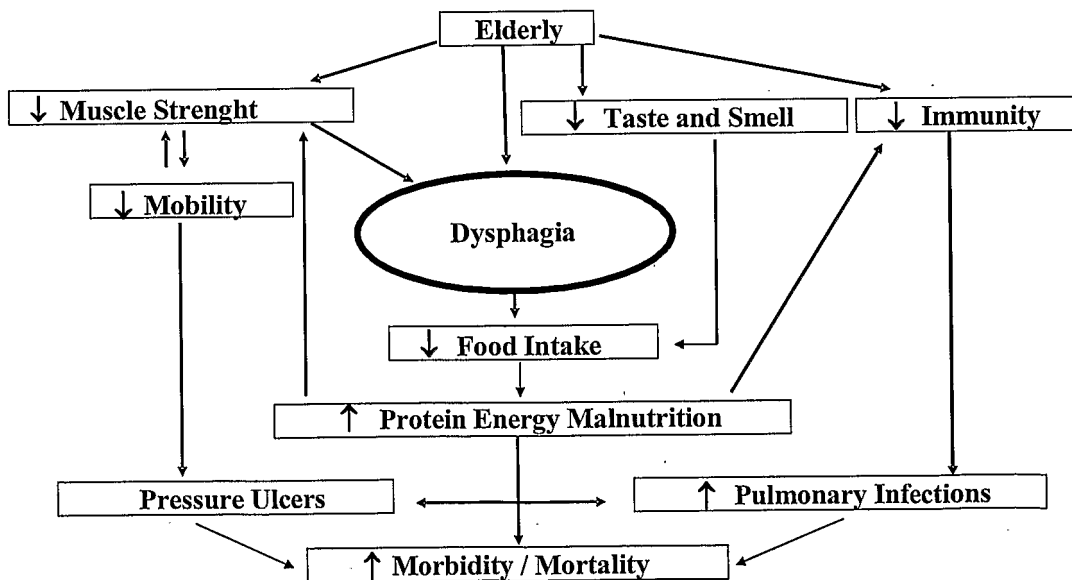 Elderly
↓ Muscle Strenght
↓ Taste and Smell
↓ Immunity
↓ Mobility
Dysphagia
↓ Food Intake
↑ Protein Energy Malnutrition
Pressure Ulcers
↑ Pulmonary Infections
↑ Morbidity / Mortality